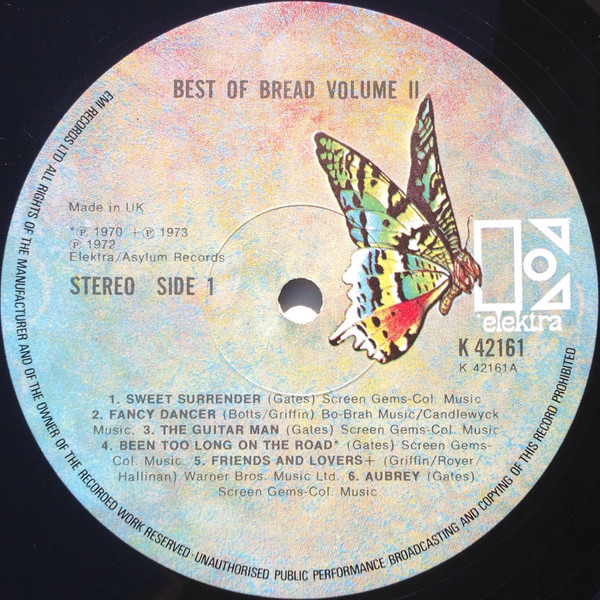 BEST OF BREAD VOLUME II
Made in UK
*Ⓟ 1970 +Ⓟ 1973
Ⓟ 1972
Elektra/Asylum Records
STEREO SIDE 1
elektra
K 42161
K 42161A
1. SWEET SURRENDER (Gates) Screen Gems-Col. Music
2. FANCY DANCER (Botts/Griffin) Bo-Brah Music/Candlewyck
Music. 3. THE GUITAR MAN (Gates) Screen Gems-Col. Music
4. BEEN TOO LONG ON THE ROAD* (Gates) Screen Gems-
Col. Music. 5. FRIENDS AND LOVERS+ (Griffin/Royer/
Hallinan) Warner Bros. Music Ltd. 6. AUBREY (Gates)
Screen Gems-Col. Music
EMI RECORDS LTD ALL RIGHTS OF THE MANUFACTURER AND OF THE OWNER OF THE RECORDED WORK RESERVED·UNAUTHORISED PUBLIC PERFORMANCE BROADCASTING AND COPYING OF THIS RECORD PROHIBITED